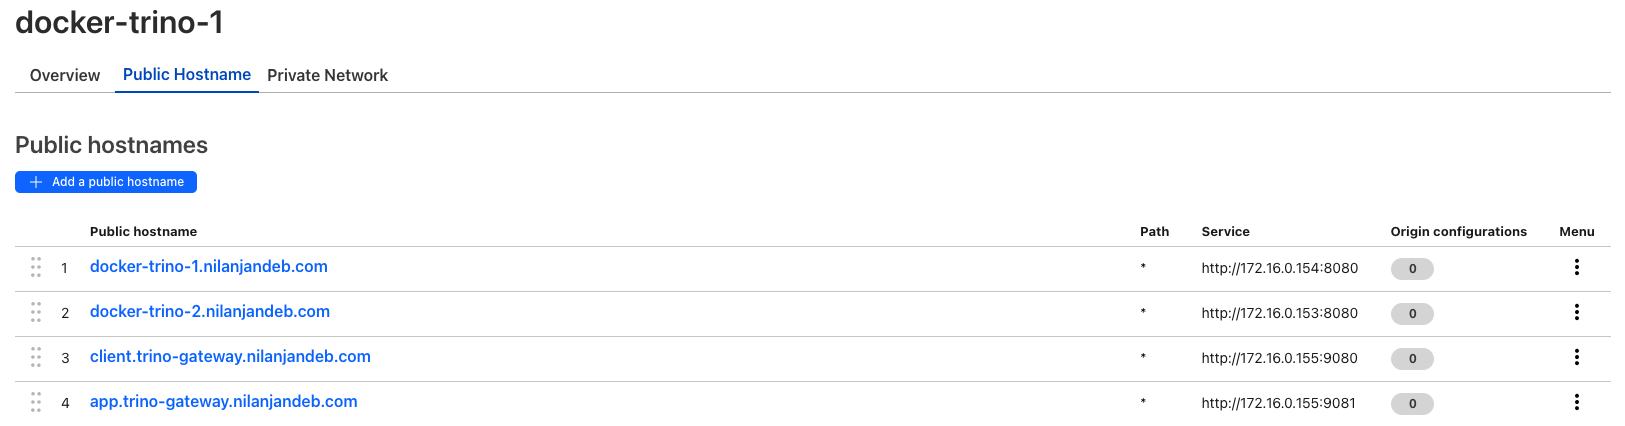 docker-trino-1
Overview Public Hostname Private Network
Public hostnames
+ Add a public hostname
Public hostname Path Service Origin configurations Menu
1 docker-trino-1.nilanjandeb.com * http://172.16.0.154:8080 0
2 docker-trino-2.nilanjandeb.com * http://172.16.0.153:8080 0
3 client.trino-gateway.nilanjandeb.com * http://172.16.0.155:9080 0
4 app.trino-gateway.nilanjandeb.com * http://172.16.0.155:9081 0